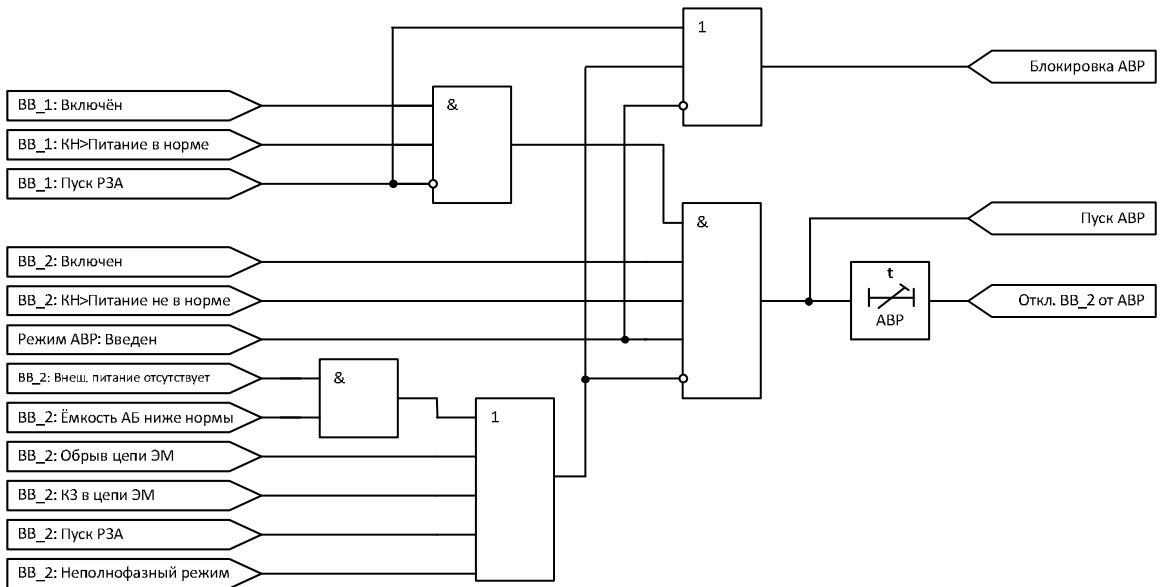 1
Блокировка АВР
ВВ_1: Включён
&
ВВ_1: КН>Питание в норме
ВВ_1: Пуск РЗА
&
Пуск АВР
ВВ_2: Включен
t
ВВ_2: КН>Питание не в норме
Откл. ВВ_2 от АВР
АВР
Режим АВР: Введен
ВВ_2: Внеш. питание отсутствует
&
ВВ_2: Ёмкость АБ ниже нормы
1
ВВ_2: Обрыв цепи ЭМ
ВВ_2: КЗ в цепи ЭМ
ВВ_2: Пуск РЗА
ВВ_2: Неполнофазный режим